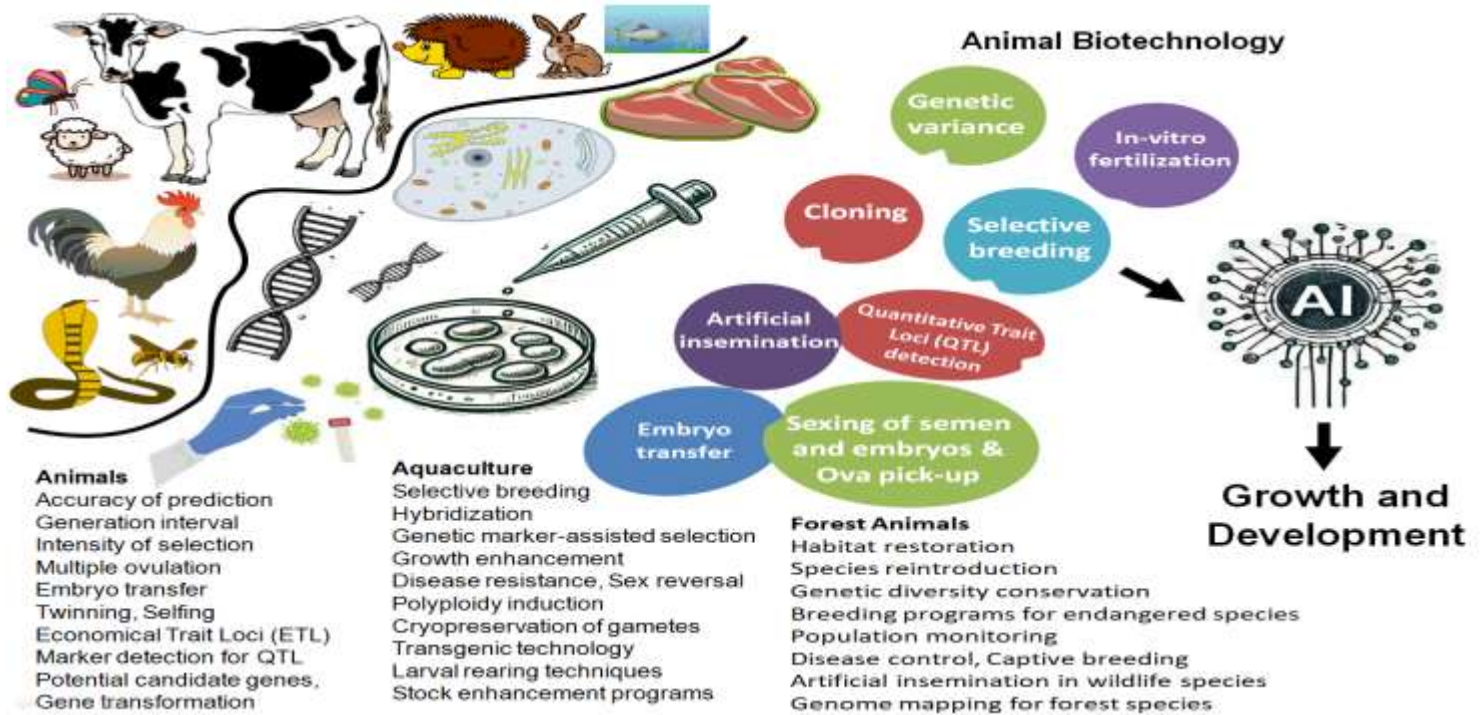 Animal Biotechnology
Genetic
variance
In-vitro
fertilization
Cloning
Selective
breeding
Artificial
insemination
Quantitative Trait
Loci (QTL)
detection
Embryo
transfer
Sexing of semen
and embryos &
Ova pick-up
AI
Growth and
Development
Animals
Accuracy of prediction
Generation interval
Intensity of selection
Multiple ovulation
Embryo transfer
Twinning, Selfing
Economical Trait Loci (ETL)
Marker detection for QTL
Potential candidate genes,
Gene transformation
Aquaculture
Selective breeding
Hybridization
Genetic marker-assisted selection
Growth enhancement
Disease resistance, Sex reversal
Polyploidy induction
Cryopreservation of gametes
Transgenic technology
Larval rearing techniques
Stock enhancement programs
Forest Animals
Habitat restoration
Species reintroduction
Genetic diversity conservation
Breeding programs for endangered species
Population monitoring
Disease control, Captive breeding
Artificial insemination in wildlife species
Genome mapping for forest species